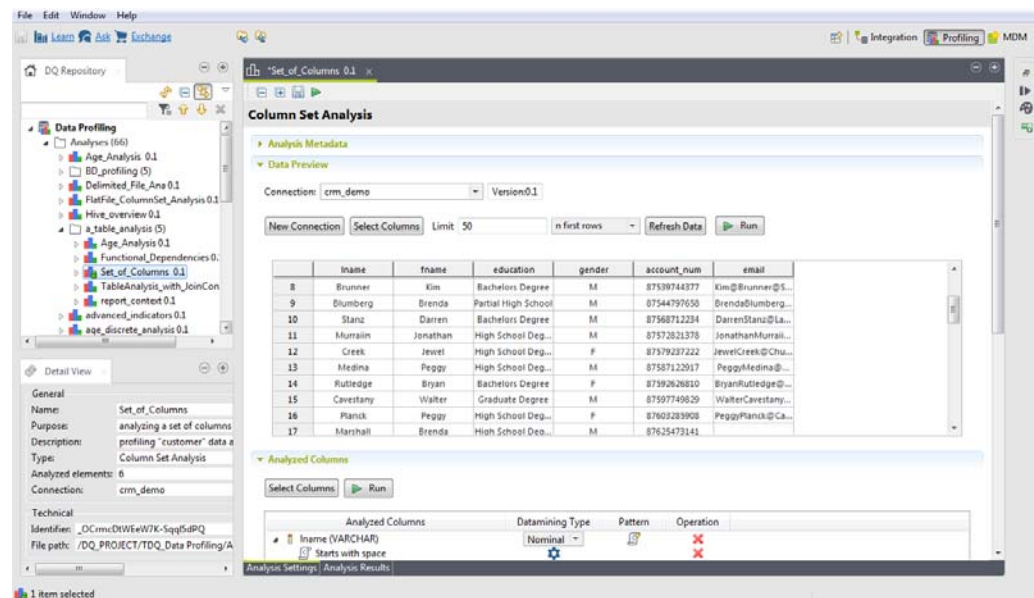 File Edit Window Help
Learn Ask Exchange
Integration Profiling MDM
DQ Repository
Data Profiling
Analyses (66)
Age_Analysis 0.1
BD_profiling (5)
Delimited_File_Ana 0.1
FlatFile_ColumnSet_Analysis 0.1
Hive_overview 0.1
a_table_analysis (5)
Age_Analysis 0.1
Functional_Dependencies 0.
Set_of_Columns 0.1
TableAnalysis_with_JoinCon
report_context 0.1
advanced_indicators 0.1
age_discrete_analysis 0.1
Detail View
General
Name: Set_of_Columns
Purpose: analyzing a set of columns
Description: profiling "customer" data a
Type: Column Set Analysis
Analyzed elements: 6
Connection: crm_demo
Technical
Identifier: _OCrmcDtWEeW7K-SqqlSdPQ
File path: /DQ_PROJECT/TDQ_Data Profiling/A
1 item selected
*Set_of_Columns 0.1
Column Set Analysis
Analysis Metadata
Data Preview
Connection: crm_demo Version:0.1
New Connection Select Columns Limit 50 n first rows Refresh Data Run
lname fname education gender account_num email
8 Brunner Kim Bachelors Degree M 87539744377 Kim@Brunner@S...
9 Blumberg Brenda Partial High School M 87544797658 BrendaBlumberg...
10 Stanz Darren Bachelors Degree M 87568712234 DarrenStanz@La...
11 Murraiin Jonathan High School Deg... M 87572821378 JonathanMurraii...
12 Creek Jewel High School Deg... F 87579237222 JewelCreek@Chu...
13 Medina Peggy High School Deg... M 87587122917 PeggyMedina@...
14 Rutledge Bryan Bachelors Degree F 87592626810 BryanRutledge@...
15 Cavestany Walter Graduate Degree M 87597749829 WalterCavestany...
16 Planck Peggy High School Deg... F 87603285908 PeggyPlanck@Ca...
17 Marshall Brenda High School Deg... M 87625473141
Analyzed Columns
Select Columns Run
Analyzed Columns Datamining Type Pattern Operation
lname (VARCHAR) Nominal
Starts with space
Analysis Settings Analysis Results